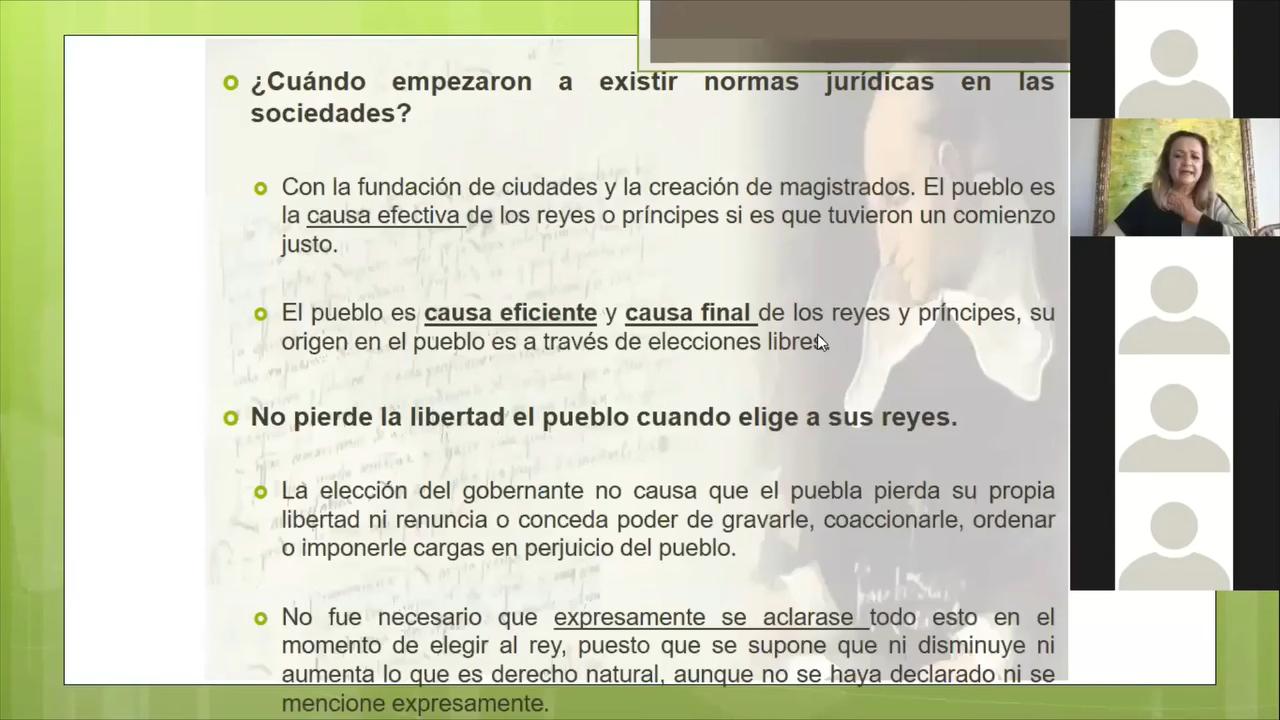 ¿Cuándo empezaron a existir normas jurídicas en las
sociedades?
Con la fundación de ciudades y la creación de magistrados. El pueblo es
la causa efectiva de los reyes o príncipes si es que tuvieron un comienzo
justo.
El pueblo es causa eficiente y causa final de los reyes y príncipes, su
origen en el pueblo es a través de elecciones libres
No pierde la libertad el pueblo cuando elige a sus reyes.
La elección del gobernante no causa que el puebla pierda su propia
libertad ni renuncia o conceda poder de gravarle, coaccionarle, ordenar
o imponerle cargas en perjuicio del pueblo.
No fue necesario que expresamente se aclarase todo esto en el
momento de elegir al rey, puesto que se supone que ni disminuye ni
aumenta lo que es derecho natural, aunque no se haya declarado ni se
mencione expresamente.